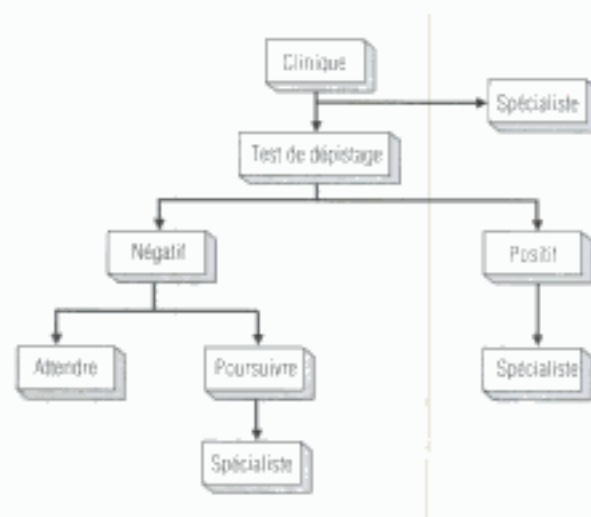 Clinique
Spécialiste
Test de dépistage
Négatif
Positif
Attendre
Poursuivre
Spécialiste
Spécialiste